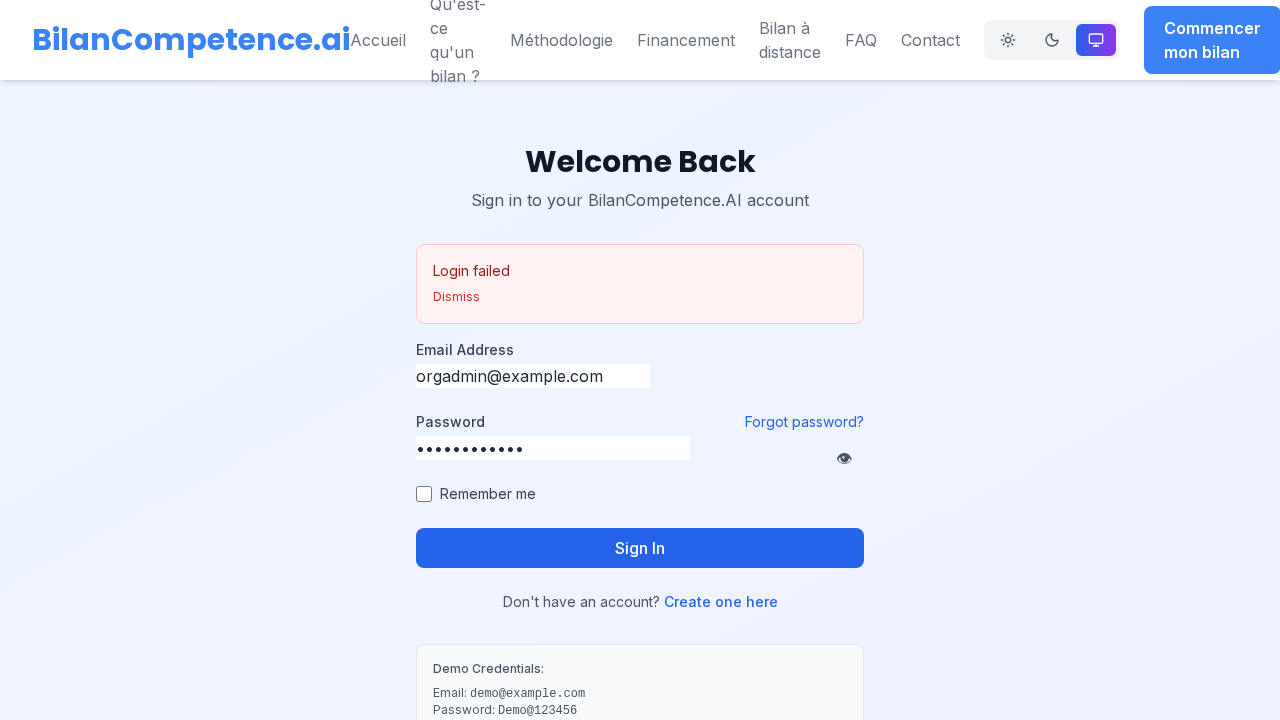 BilanCompetence.ai
Accueil
Qu'est-
ce
qu'un
bilan ?
Méthodologie
Financement
Bilan à
distance
FAQ
Contact
Commencer
mon bilan
Welcome Back
Sign in to your BilanCompetence.AI account
Login failed
Dismiss
Email Address
orgadmin@example.com
Password
Forgot password?
••••••••••••
Remember me
Sign In
Don't have an account? Create one here
Demo Credentials:
Email: demo@example.com
Password: Demo@123456